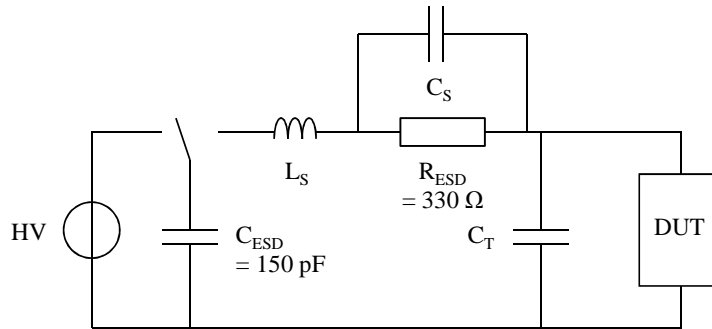 C_S
L_S
R_ESD
= 330 Ω
HV
C_ESD
= 150 pF
C_T
DUT